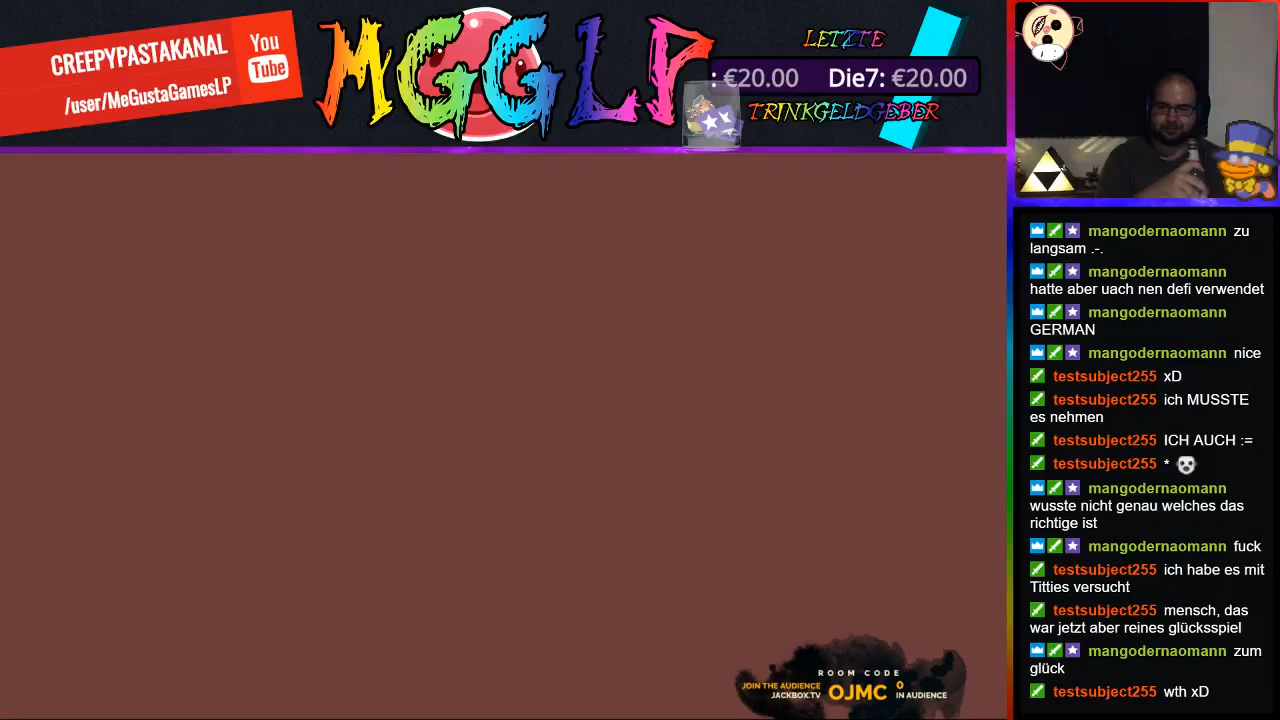 CREEPYPASTAKANAL
/user/MeGustaGamesLP
You
Tube
MGGLP
LETZTE
: €20.00 Die7: €20.00
TRINKGELDGEBER
mangodernaomann zu
langsam .-.
mangodernaomann
hatte aber uach nen defi verwendet
mangodernaomann
GERMAN
mangodernaomann nice
testsubject255 xD
testsubject255 ich MUSSTE
es nehmen
testsubject255 ICH AUCH :=
testsubject255 *
mangodernaomann
wusste nicht genau welches das
richtige ist
mangodernaomann fuck
testsubject255 ich habe es mit
Titties versucht
testsubject255 mensch, das
war jetzt aber reines glücksspiel
mangodernaomann zum
glück
testsubject255 wth xD
ROOM CODE
JOIN THE AUDIENCE
JACKBOX.TV
OJMC
0
IN AUDIENCE